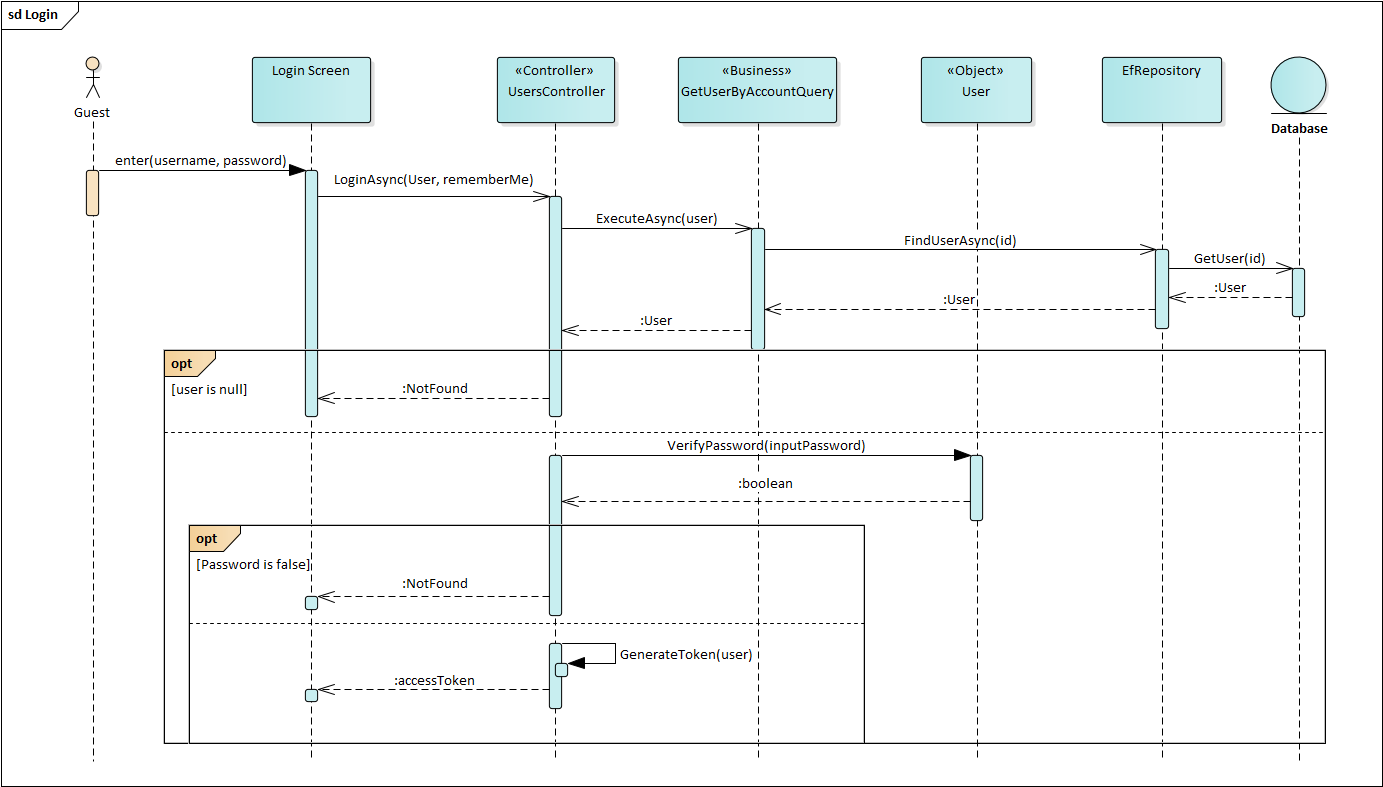 sd Login
Guest
Login Screen
«Controller»
UsersController
«Business»
GetUserByAccountQuery
«Object»
User
EfRepository
Database
enter(username, password)
LoginAsync(User, rememberMe)
ExecuteAsync(user)
FindUserAsync(id)
GetUser(id)
:User
:User
:User
opt
[user is null]
:NotFound
VerifyPassword(inputPassword)
:boolean
opt
[Password is false]
:NotFound
GenerateToken(user)
:accessToken